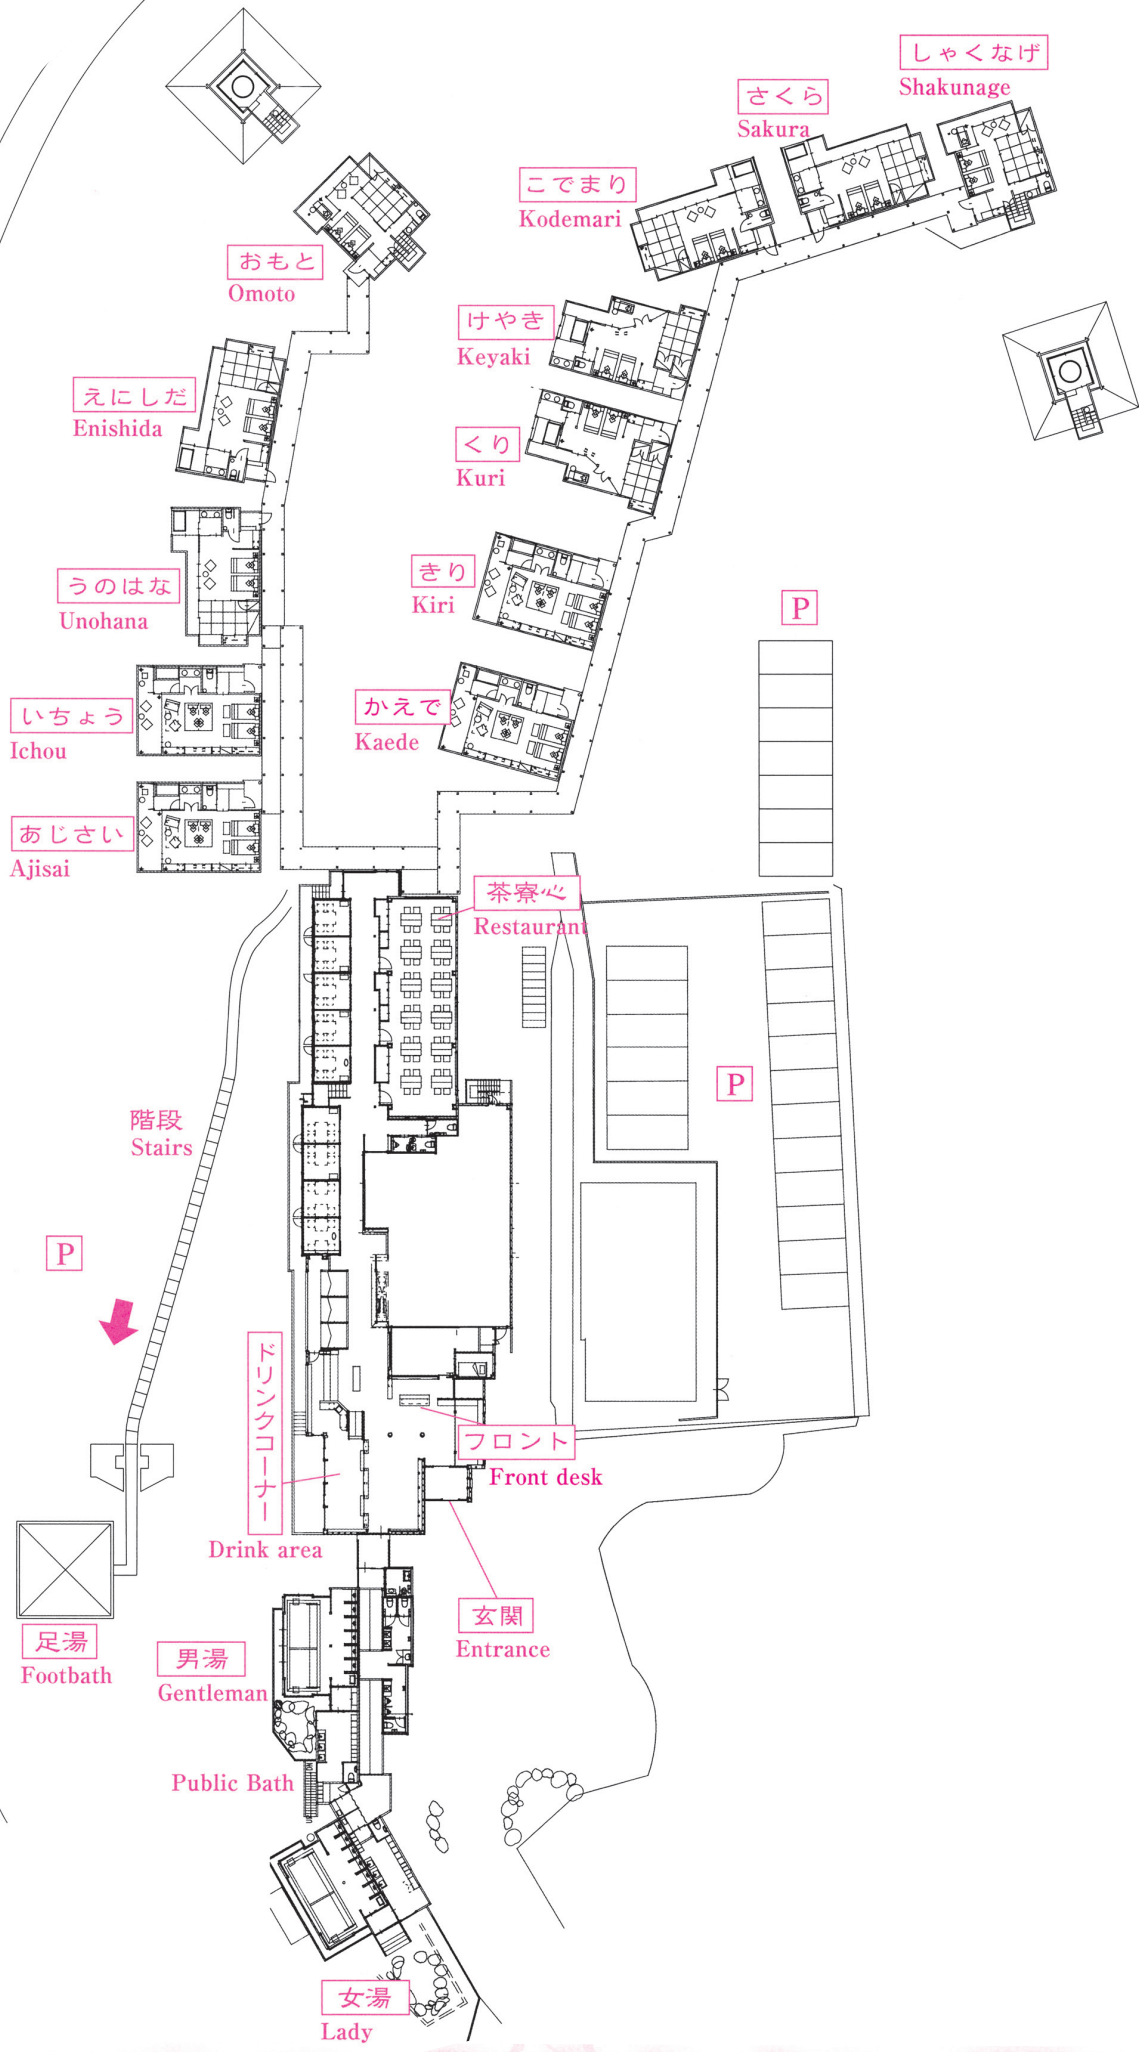 しゃくなげ
Shakunage
さくら
Sakura
こでまり
Kodemari
おもと
Omoto
けやき
Keyaki
えにしだ
Enishida
くり
Kuri
うのはな
Unohana
きり
Kiri
P
いちょう
Ichou
かえで
Kaede
あじさい
Ajisai
茶寮心
Restaurant
P
階段
Stairs
P
ドリンクコーナー
Drink area
フロント
Front desk
玄関
Entrance
足湯
Footbath
男湯
Gentleman
Public Bath
女湯
Lady